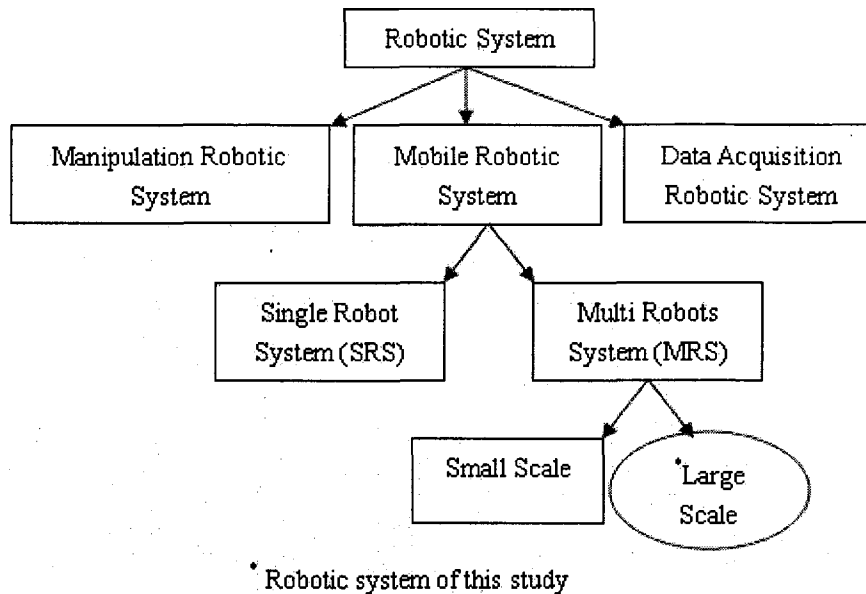 Robotic System
Manipulation Robotic
System
Mobile Robotic
System
Data Acquisition
Robotic System
Single Robot
System (SRS)
Multi Robots
System (MRS)
Small Scale
*Large
Scale
* Robotic system of this study